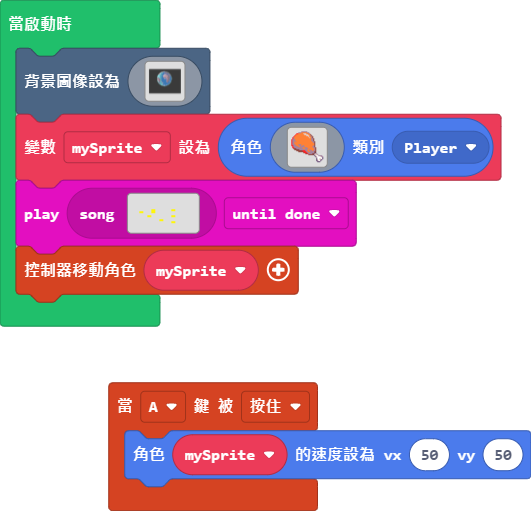 當啟動時
背景圖像設為
變數 mySprite 設為 角色 類別 Player
play song until done
控制器移動角色 mySprite
當 A 鍵 被 按住
角色 mySprite 的速度設為 vx 50 vy 50